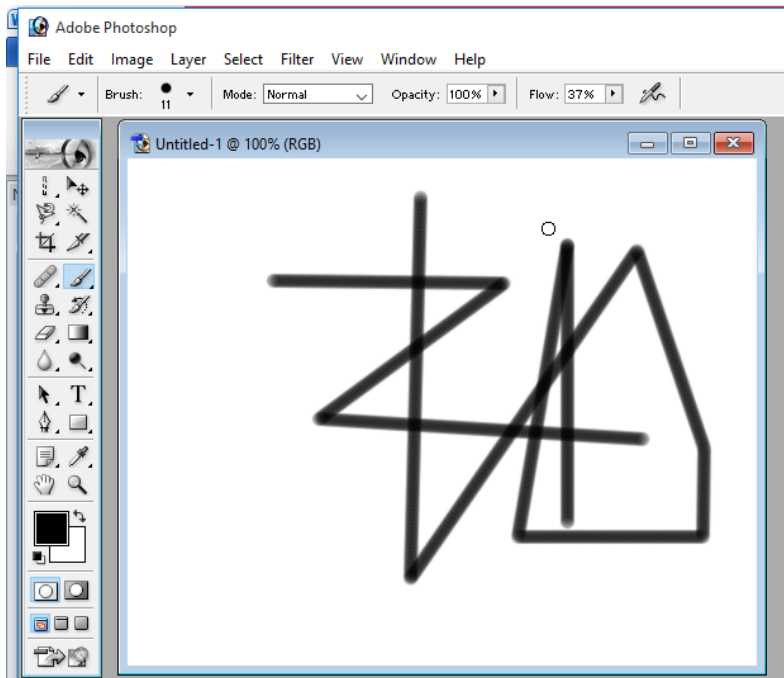 Adobe Photoshop
File Edit Image Layer Select Filter View Window Help
Brush: 11 Mode: Normal Opacity: 100% Flow: 37%
Untitled-1 @ 100% (RGB)
T